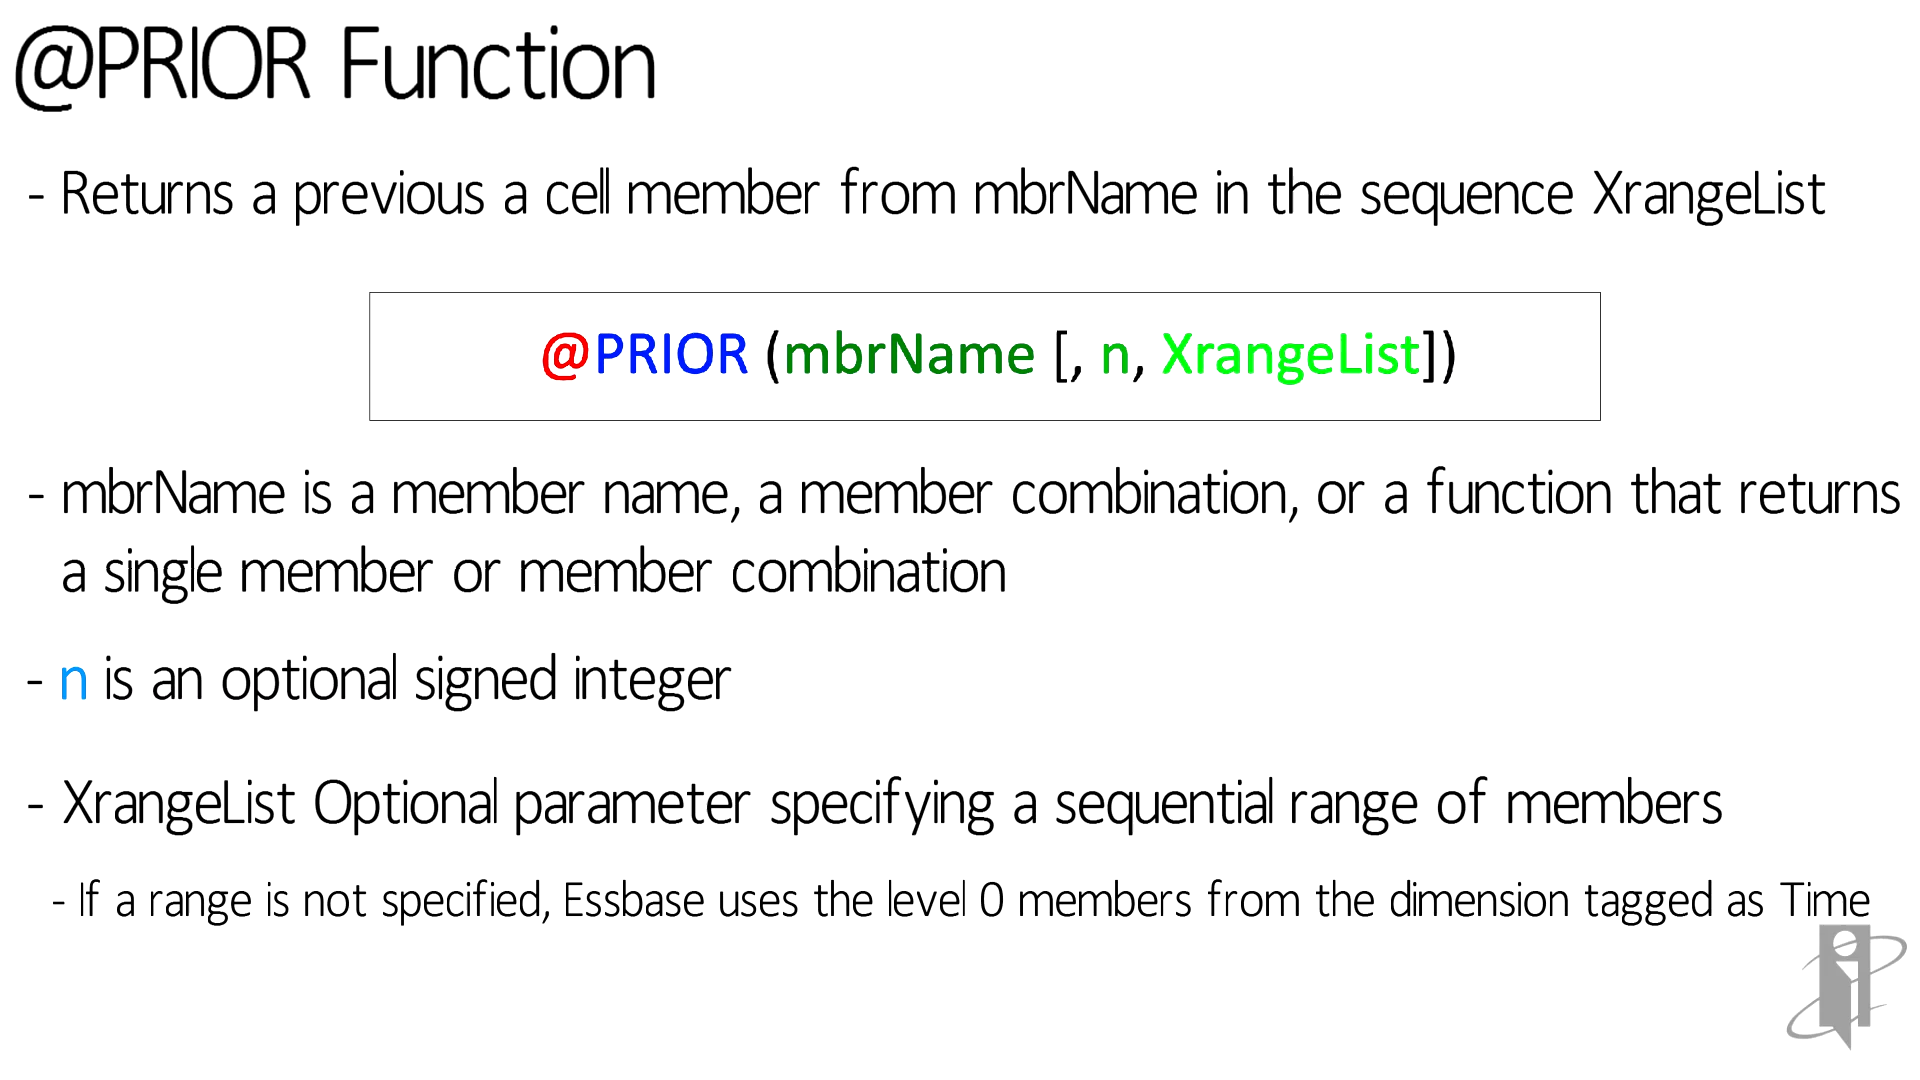 @PRIOR Function
- Returns a previous a cell member from mbrName in the sequence XrangeList
@PRIOR (mbrName [, n, XrangeList])
- mbrName is a member name, a member combination, or a function that returns
a single member or member combination
- n is an optional signed integer
- XrangeList Optional parameter specifying a sequential range of members
- If a range is not specified, Essbase uses the level 0 members from the dimension tagged as Time